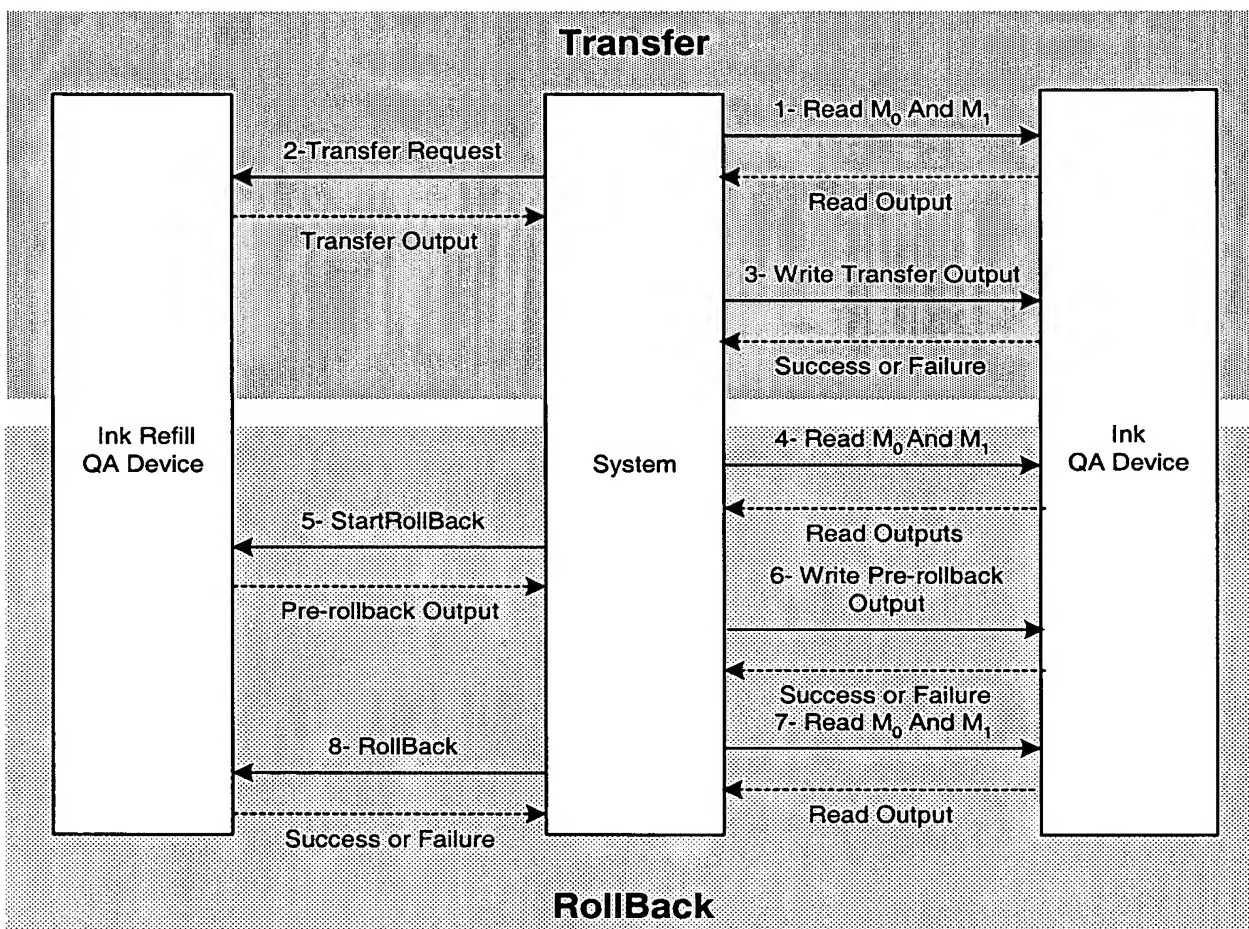 Transfer
1- Read M₀ And M₁
2-Transfer Request
Read Output
Transfer Output
3- Write Transfer Output
Success or Failure
Ink Refill
QA Device
System
Ink
QA Device
4- Read M₀ And M₁
Read Outputs
5- StartRollBack
6- Write Pre-rollback
Output
Pre-rollback Output
Success or Failure
7- Read M₀ And M₁
8- RollBack
Read Output
Success or Failure
RollBack